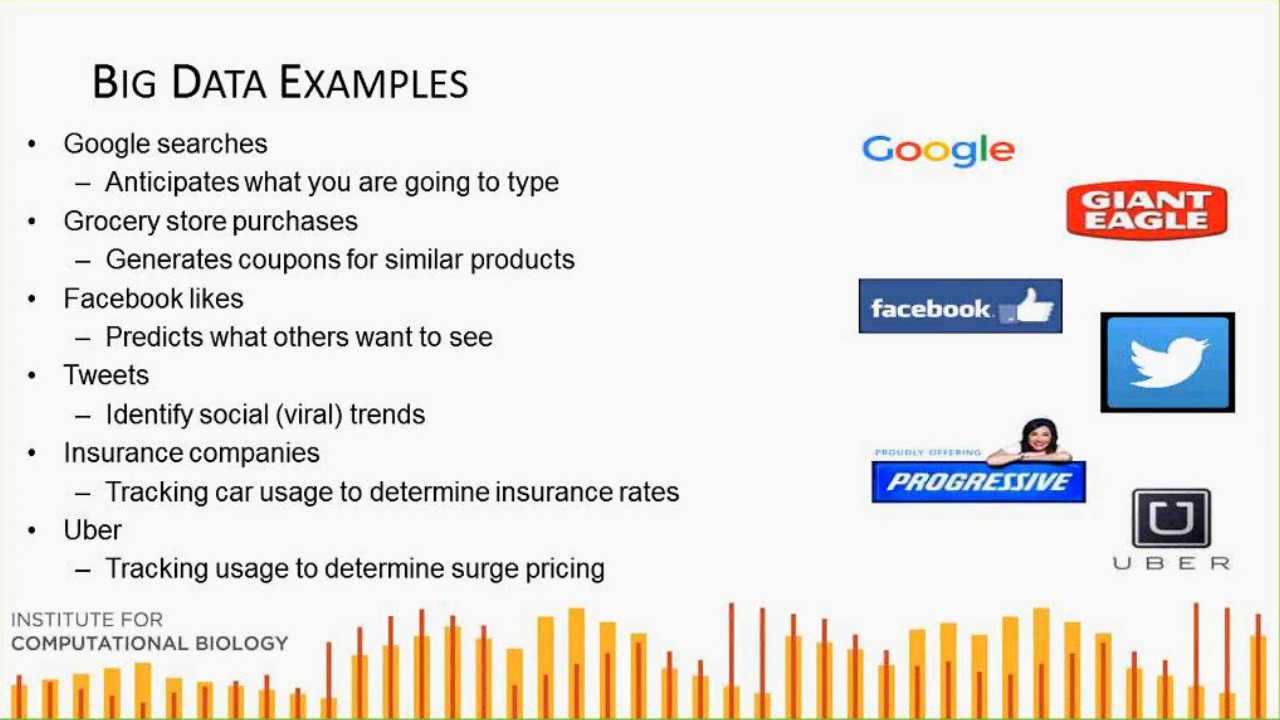 BIG DATA EXAMPLES
• Google searches
– Anticipates what you are going to type
• Grocery store purchases
– Generates coupons for similar products
• Facebook likes
– Predicts what others want to see
• Tweets
– Identify social (viral) trends
• Insurance companies
– Tracking car usage to determine insurance rates
• Uber
– Tracking usage to determine surge pricing
Google
GIANT
EAGLE
facebook
PROUDLY OFFERING
PROGRESSIVE
U
UBER
INSTITUTE FOR
COMPUTATIONAL BIOLOGY